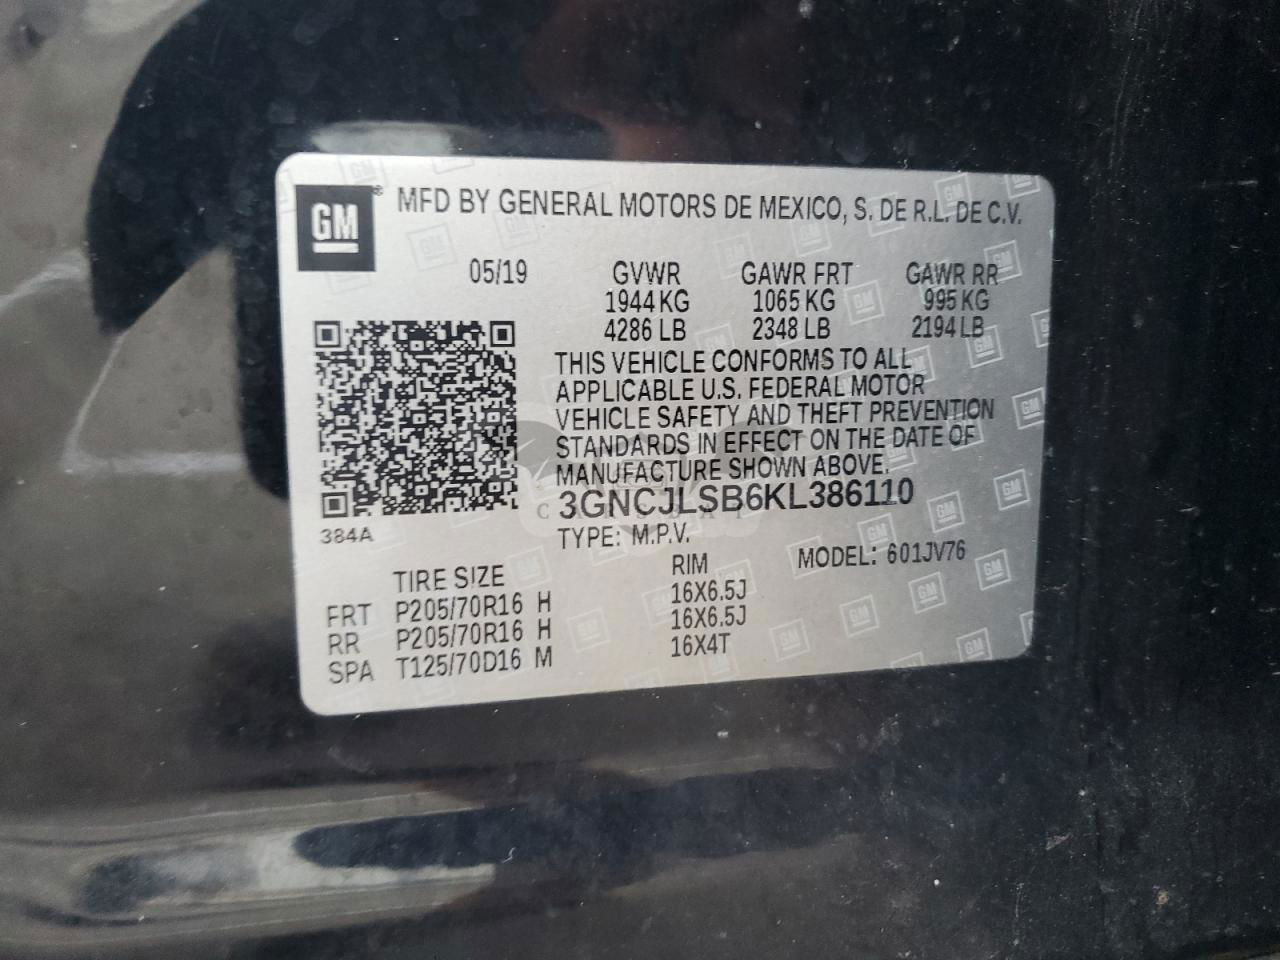 GM® MFD BY GENERAL MOTORS DE MEXICO, S. DE R.L. DE C.V.
05/19 GVWR GAWR FRT GAWR RR
1944 KG 1065 KG 995 KG
4286 LB 2348 LB 2194 LB
THIS VEHICLE CONFORMS TO ALL
APPLICABLE U.S. FEDERAL MOTOR
VEHICLE SAFETY AND THEFT PREVENTION
STANDARDS IN EFFECT ON THE DATE OF
MANUFACTURE SHOWN ABOVE.
3GNCJLSB6KL386110
384A TYPE: M.P.V. MODEL: 601JV76
TIRE SIZE RIM
FRT P205/70R16 H 16X6.5J
RR P205/70R16 H 16X6.5J
SPA T125/70D16 M 16X4T